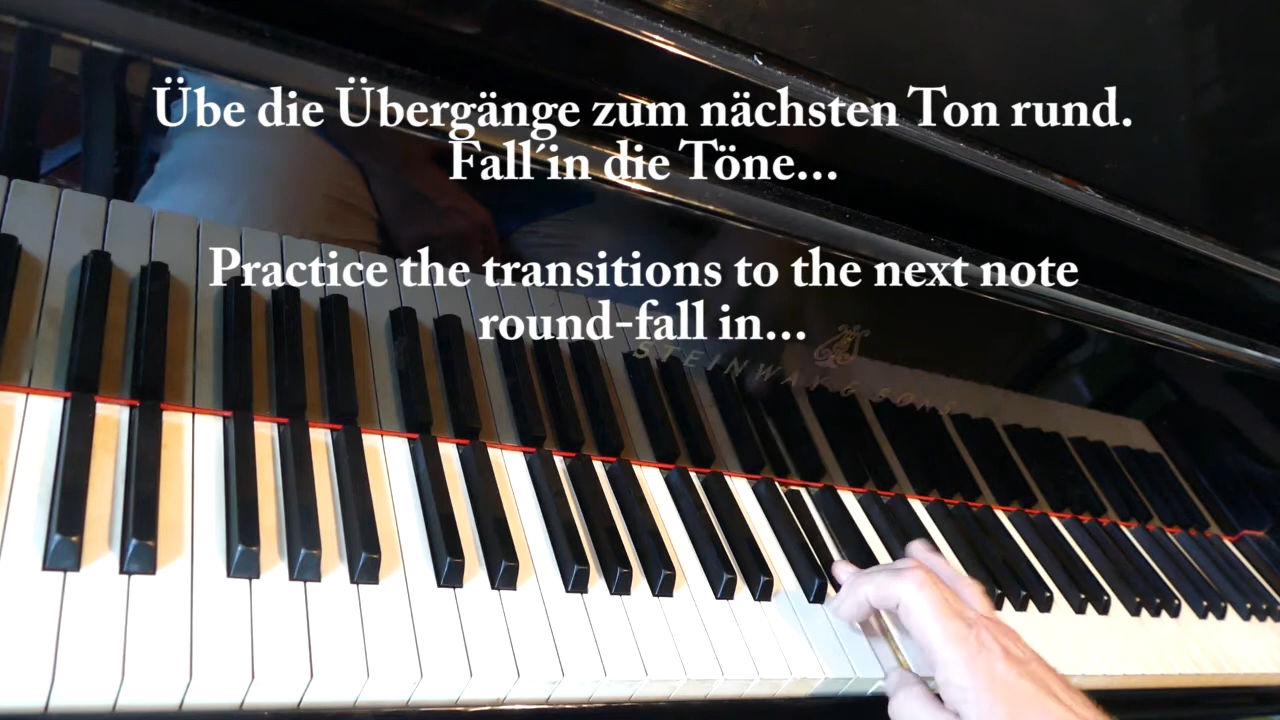 Übe die Übergänge zum nächsten Ton rund.
Fall´in die Töne...
Practice the transitions to the next note
round-fall in...
STEINWAY & SONS